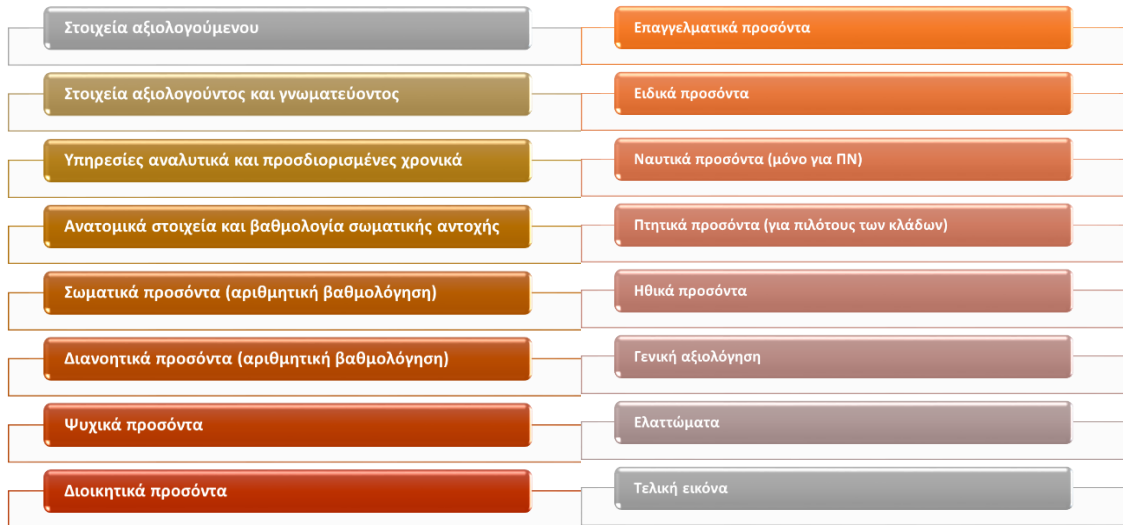 Στοιχεία αξιολογούμενου
Στοιχεία αξιολογούντος και γνωματεύοντος
Υπηρεσίες αναλυτικά και προσδιορισμένες χρονικά
Ανατομικά στοιχεία και βαθμολογία σωματικής αντοχής
Σωματικά προσόντα (αριθμητική βαθμολόγηση)
Διανοητικά προσόντα (αριθμητική βαθμολόγηση)
Ψυχικά προσόντα
Διοικητικά προσόντα
Επαγγελματικά προσόντα
Ειδικά προσόντα
Ναυτικά προσόντα (μόνο για ΠΝ)
Πτητικά προσόντα (για πιλότους των κλάδων)
Ηθικά προσόντα
Γενική αξιολόγηση
Ελαττώματα
Τελική εικόνα